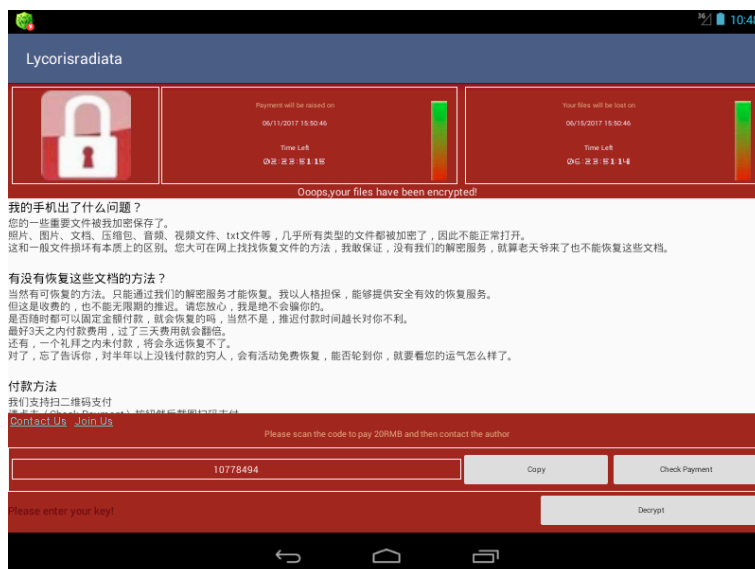 36
10:48
Lycorisradiata
Payment will be raised on
06/11/2017 15:50:46
Time Left
02:23:51:15
Your files will be lost on
06/15/2017 15:50:46
Time Left
06:23:51:14
Ooops,your files have been encrypted!
我的手机出了什么问题？
您的一些重要文件被我加密保存了。
照片、图片、文档、压缩包、音频、视频文件、txt文件等，几乎所有类型的文件都被加密了，因此不能正常打开。
这和一般文件损坏有本质上的区别。您大可在网上找找恢复文件的方法，我敢保证，没有我们的解密服务，就算老天爷来了也不能恢复这些文档。
有没有恢复这些文档的方法？
当然有可恢复的方法。只能通过我们的解密服务才能恢复。我以人格担保，能够提供安全有效的恢复服务。
但这是收费的，也不能无限期的推迟。请您放心，我是绝不会骗你的。
是否随时都可以固定金额付款，就会恢复的吗，当然不是，推迟付款时间越长对你不利。
最好3天之内付款费用，过了三天费用就会翻倍。
还有，一个礼拜之内未付款，将会永远恢复不了。
对了，忘了告诉你，对半年以上没钱付款的穷人，会有活动免费恢复，能否轮到你，就要看您的运气怎么样了。
付款方法
我们支持扫二维码支付
Contact Us Join Us
Please scan the code to pay 20RMB and then contact the author
10778494
Copy
Check Payment
Please enter your key!
Decrypt